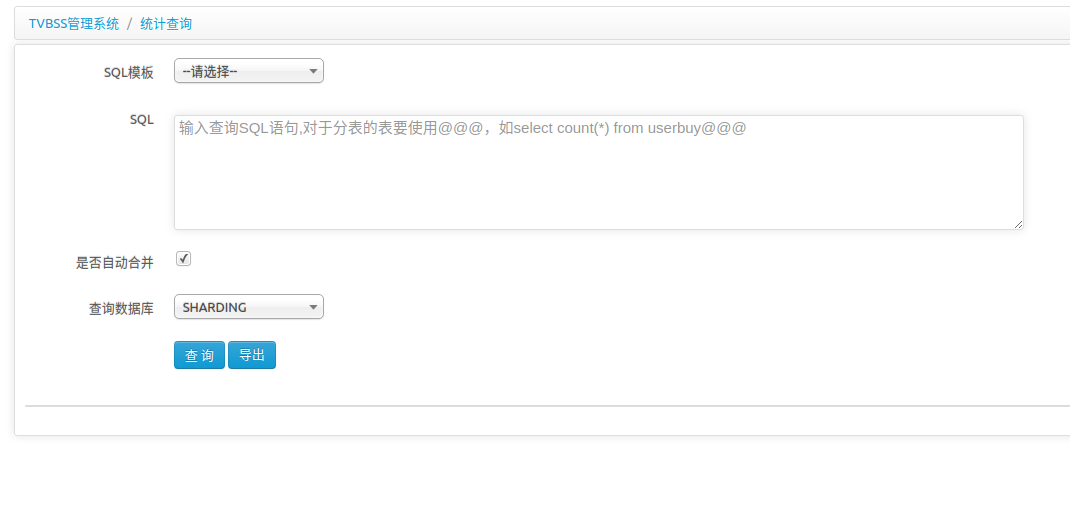 TVBSS管理系统 / 统计查询
SQL模板 --请选择--
SQL 输入查询SQL语句,对于分表的表要使用@@@，如select count(*) from userbuy@@@
是否自动合并
查询数据库 SHARDING
查 询 导出